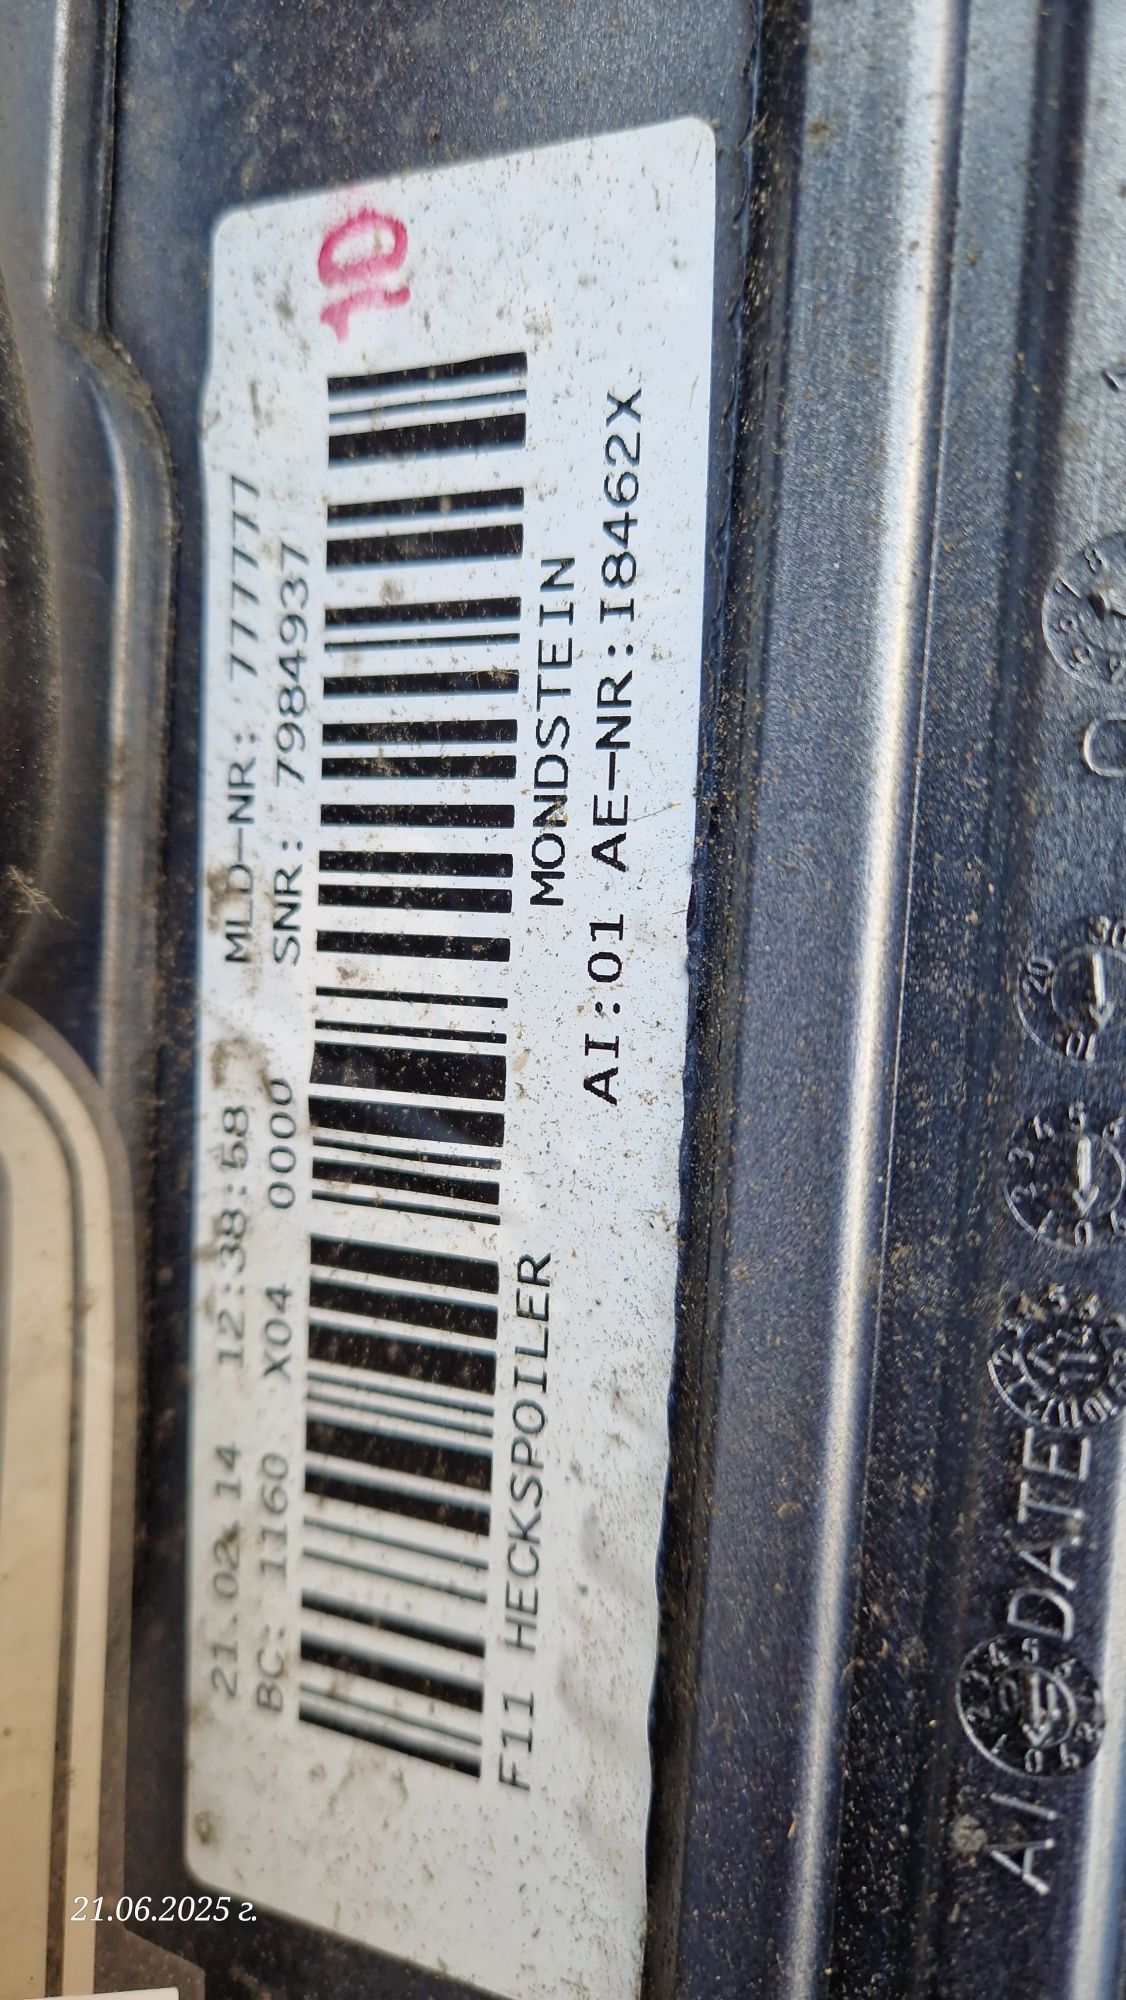 10
21.02.14 12:38:58 MLD-NR: 777777
BC: 1160 X04 0000 SNR: 7984937
F11 HECKSPOILER MONDSTEIN
AI:01 AE-NR:I8462X
A.I. DATE
21.06.2025 г.